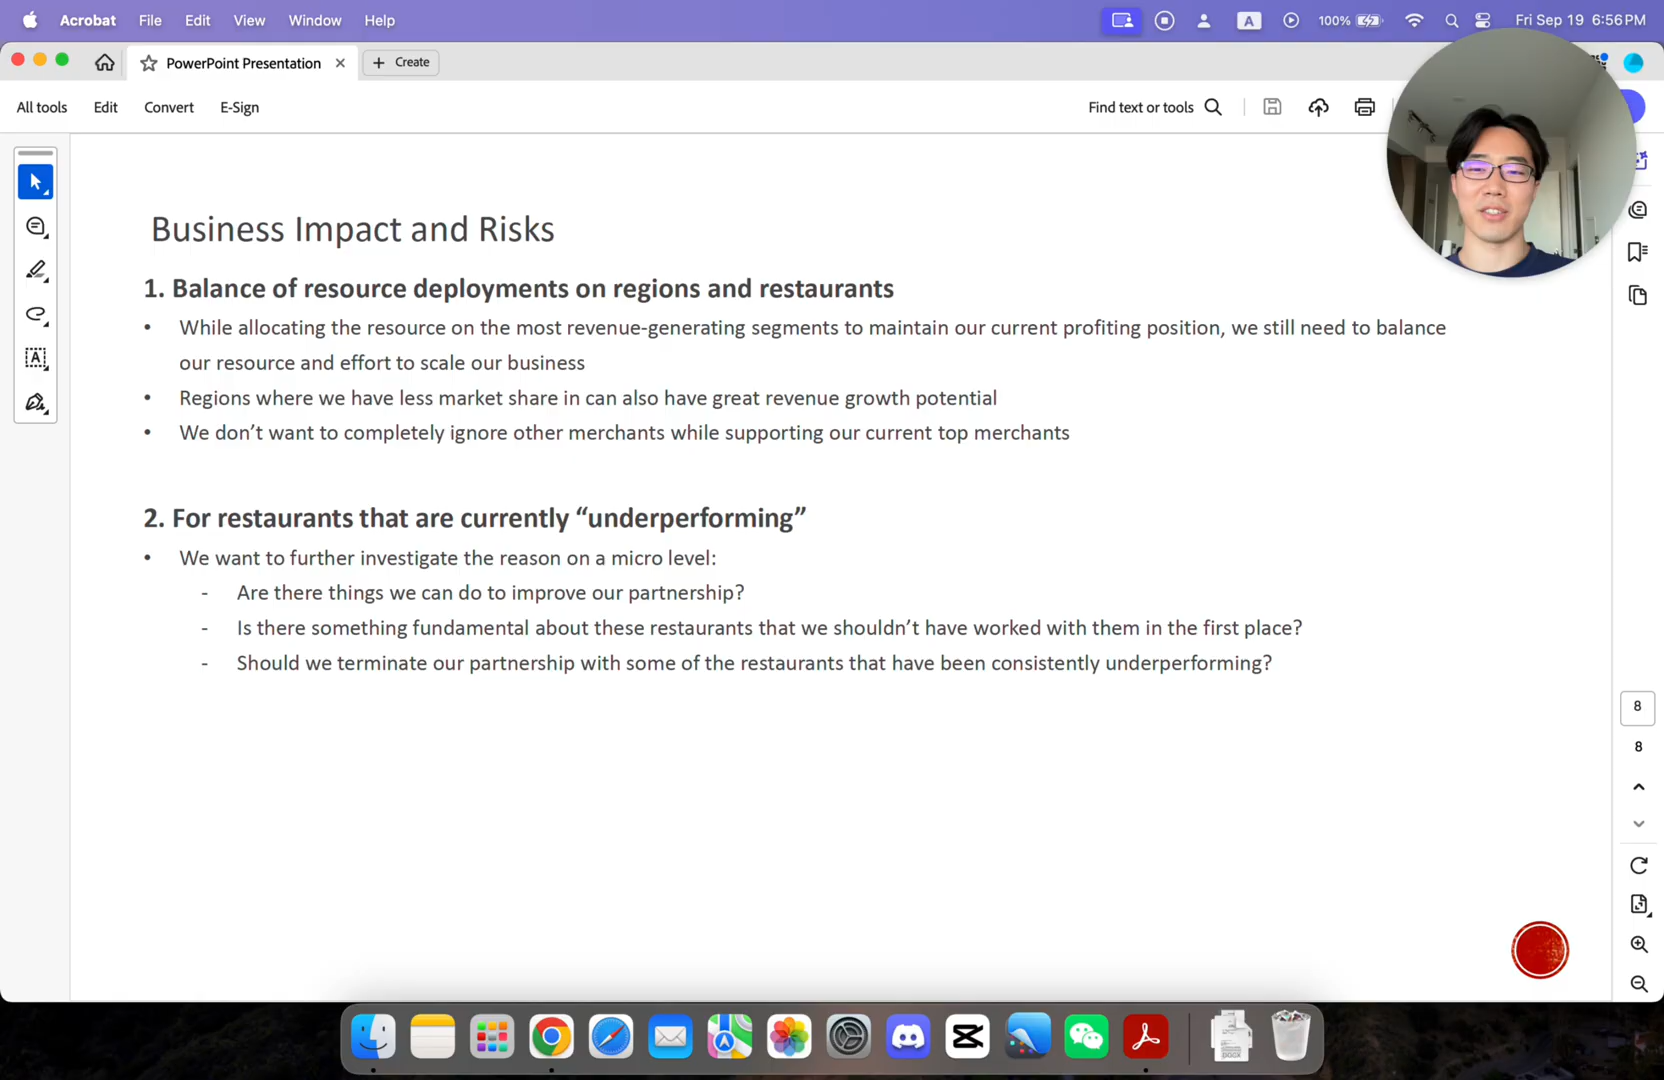 Acrobat File Edit View Window Help A 100% Fri Sep 19 6:56 PM
PowerPoint Presentation + Create
All tools Edit Convert E-Sign Find text or tools
Business Impact and Risks
1. Balance of resource deployments on regions and restaurants
• While allocating the resource on the most revenue-generating segments to maintain our current profiting position, we still need to balance
our resource and effort to scale our business
• Regions where we have less market share in can also have great revenue growth potential
• We don’t want to completely ignore other merchants while supporting our current top merchants
2. For restaurants that are currently “underperforming”
• We want to further investigate the reason on a micro level:
- Are there things we can do to improve our partnership?
- Is there something fundamental about these restaurants that we shouldn’t have worked with them in the first place?
- Should we terminate our partnership with some of the restaurants that have been consistently underperforming?
8
8